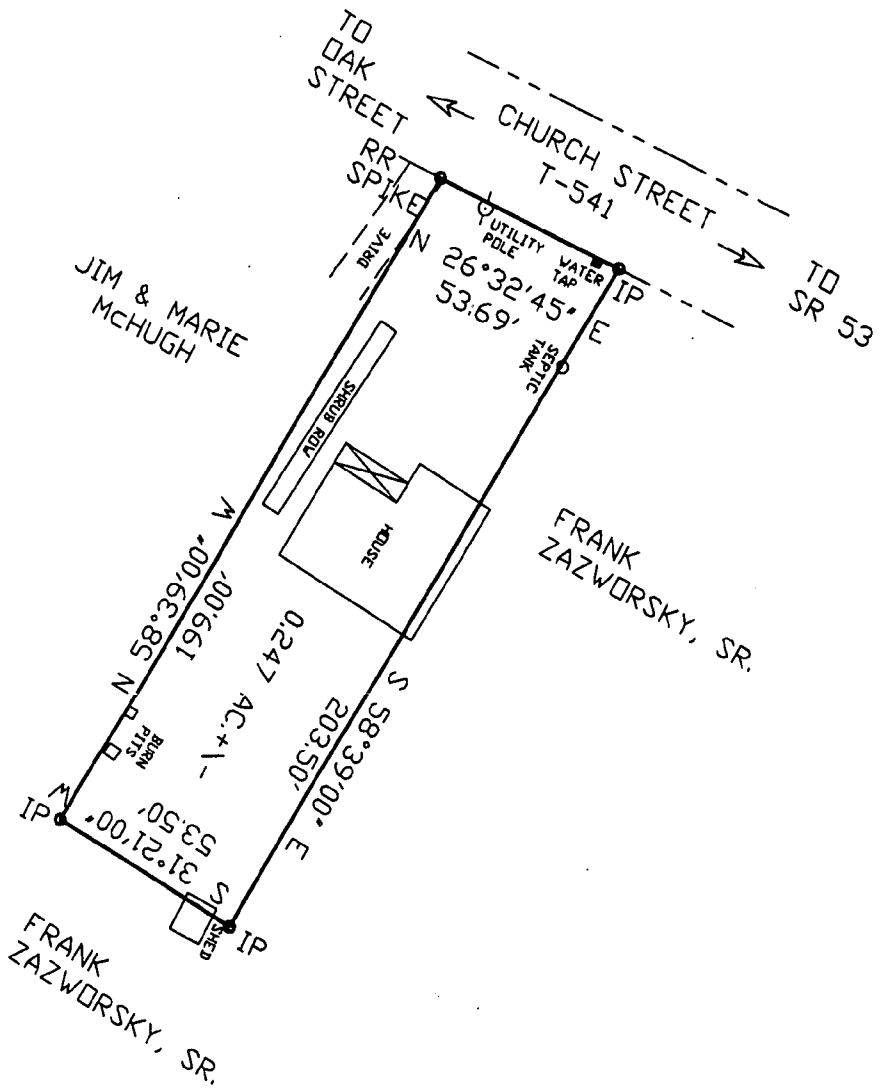 TO
OAK
STREET
CHURCH STREET
T-541
TO
SR 53
RR
SPIKE
DRIVE
UTILITY
POLE
WATER
TAP
IP
N 26°32'45" E
53.69'
SEPTIC
TANK
JIM & MARIE
McHUGH
SHRUB ROW
HOUSE
FRANK
ZAZWORSKY, SR.
N 58°39'00" W
199.00'
0.247 AC.+\-
S 58°39'00" E
203.50'
BURN
PITS
IP
S 31°21'00" W
53.50'
SHED
IP
FRANK
ZAZWORSKY, SR.